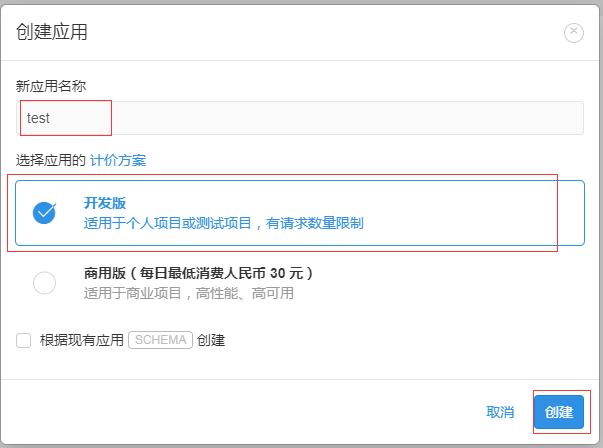 创建应用
新应用名称
test
选择应用的 计价方案
开发版
适用于个人项目或测试项目，有请求数量限制
商用版（每日最低消费人民币 30 元）
适用于商业项目，高性能、高可用
根据现有应用 SCHEMA 创建
取消 创建